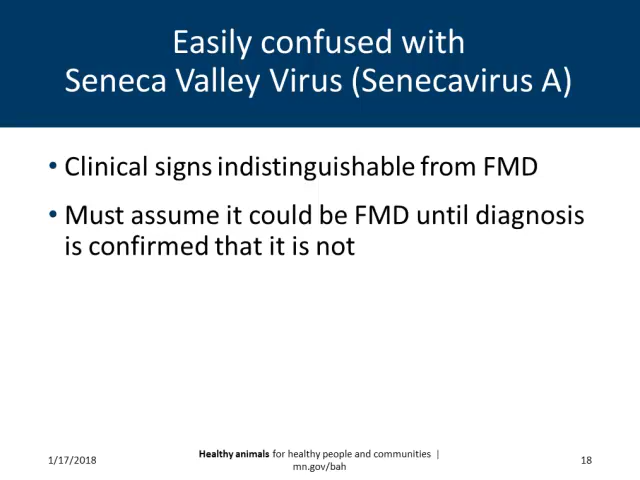 Easily confused with
Seneca Valley Virus (Senecavirus A)
• Clinical signs indistinguishable from FMD
• Must assume it could be FMD until diagnosis
is confirmed that it is not
1/17/2018
Healthy animals for healthy people and communities |
mn.gov/bah
18